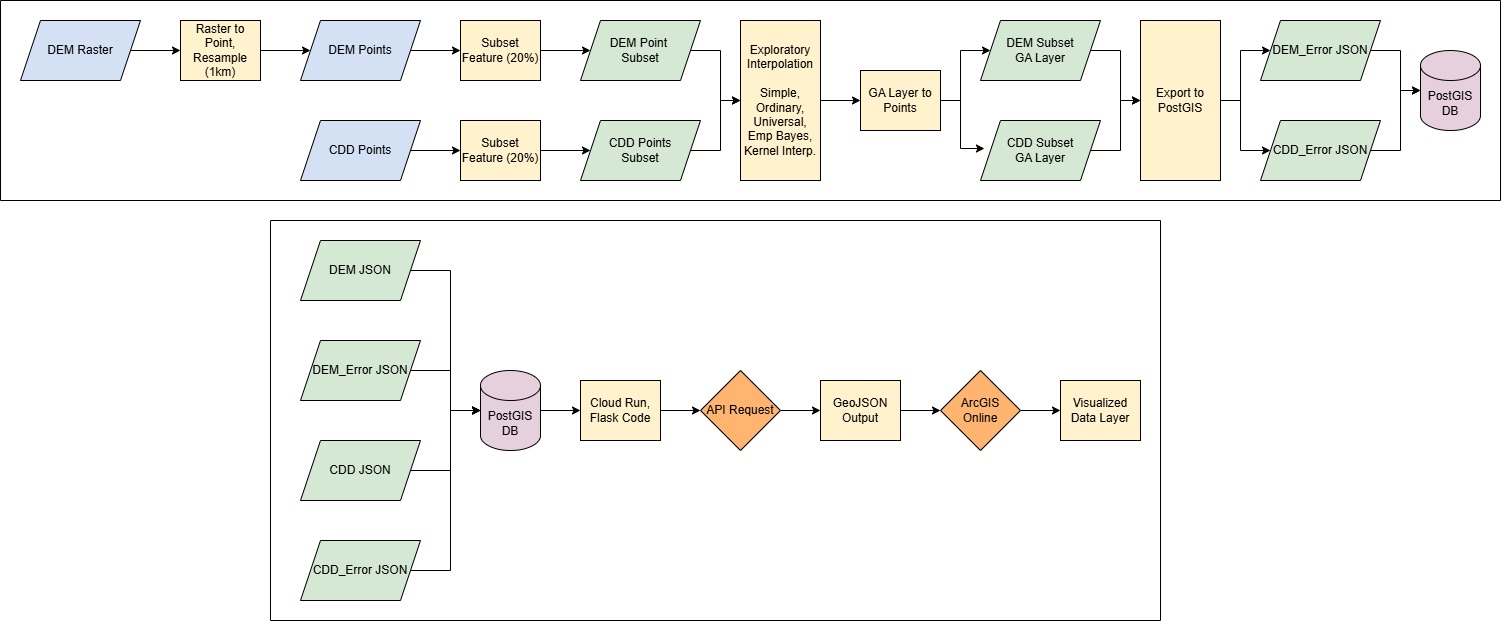 DEM Raster
Raster to
Point,
Resample
(1km)
DEM Points
Subset
Feature (20%)
DEM Point
Subset
CDD Points
Subset
Feature (20%)
CDD Points
Subset
Exploratory
Interpolation
Simple,
Ordinary,
Universal,
Emp Bayes,
Kernel Interp.
GA Layer to
Points
DEM Subset
GA Layer
CDD Subset
GA Layer
Export to
PostGIS
DEM_Error JSON
CDD_Error JSON
PostGIS
DB
DEM JSON
DEM_Error JSON
CDD JSON
CDD_Error JSON
PostGIS
DB
Cloud Run,
Flask Code
API Request
GeoJSON
Output
ArcGIS
Online
Visualized
Data Layer